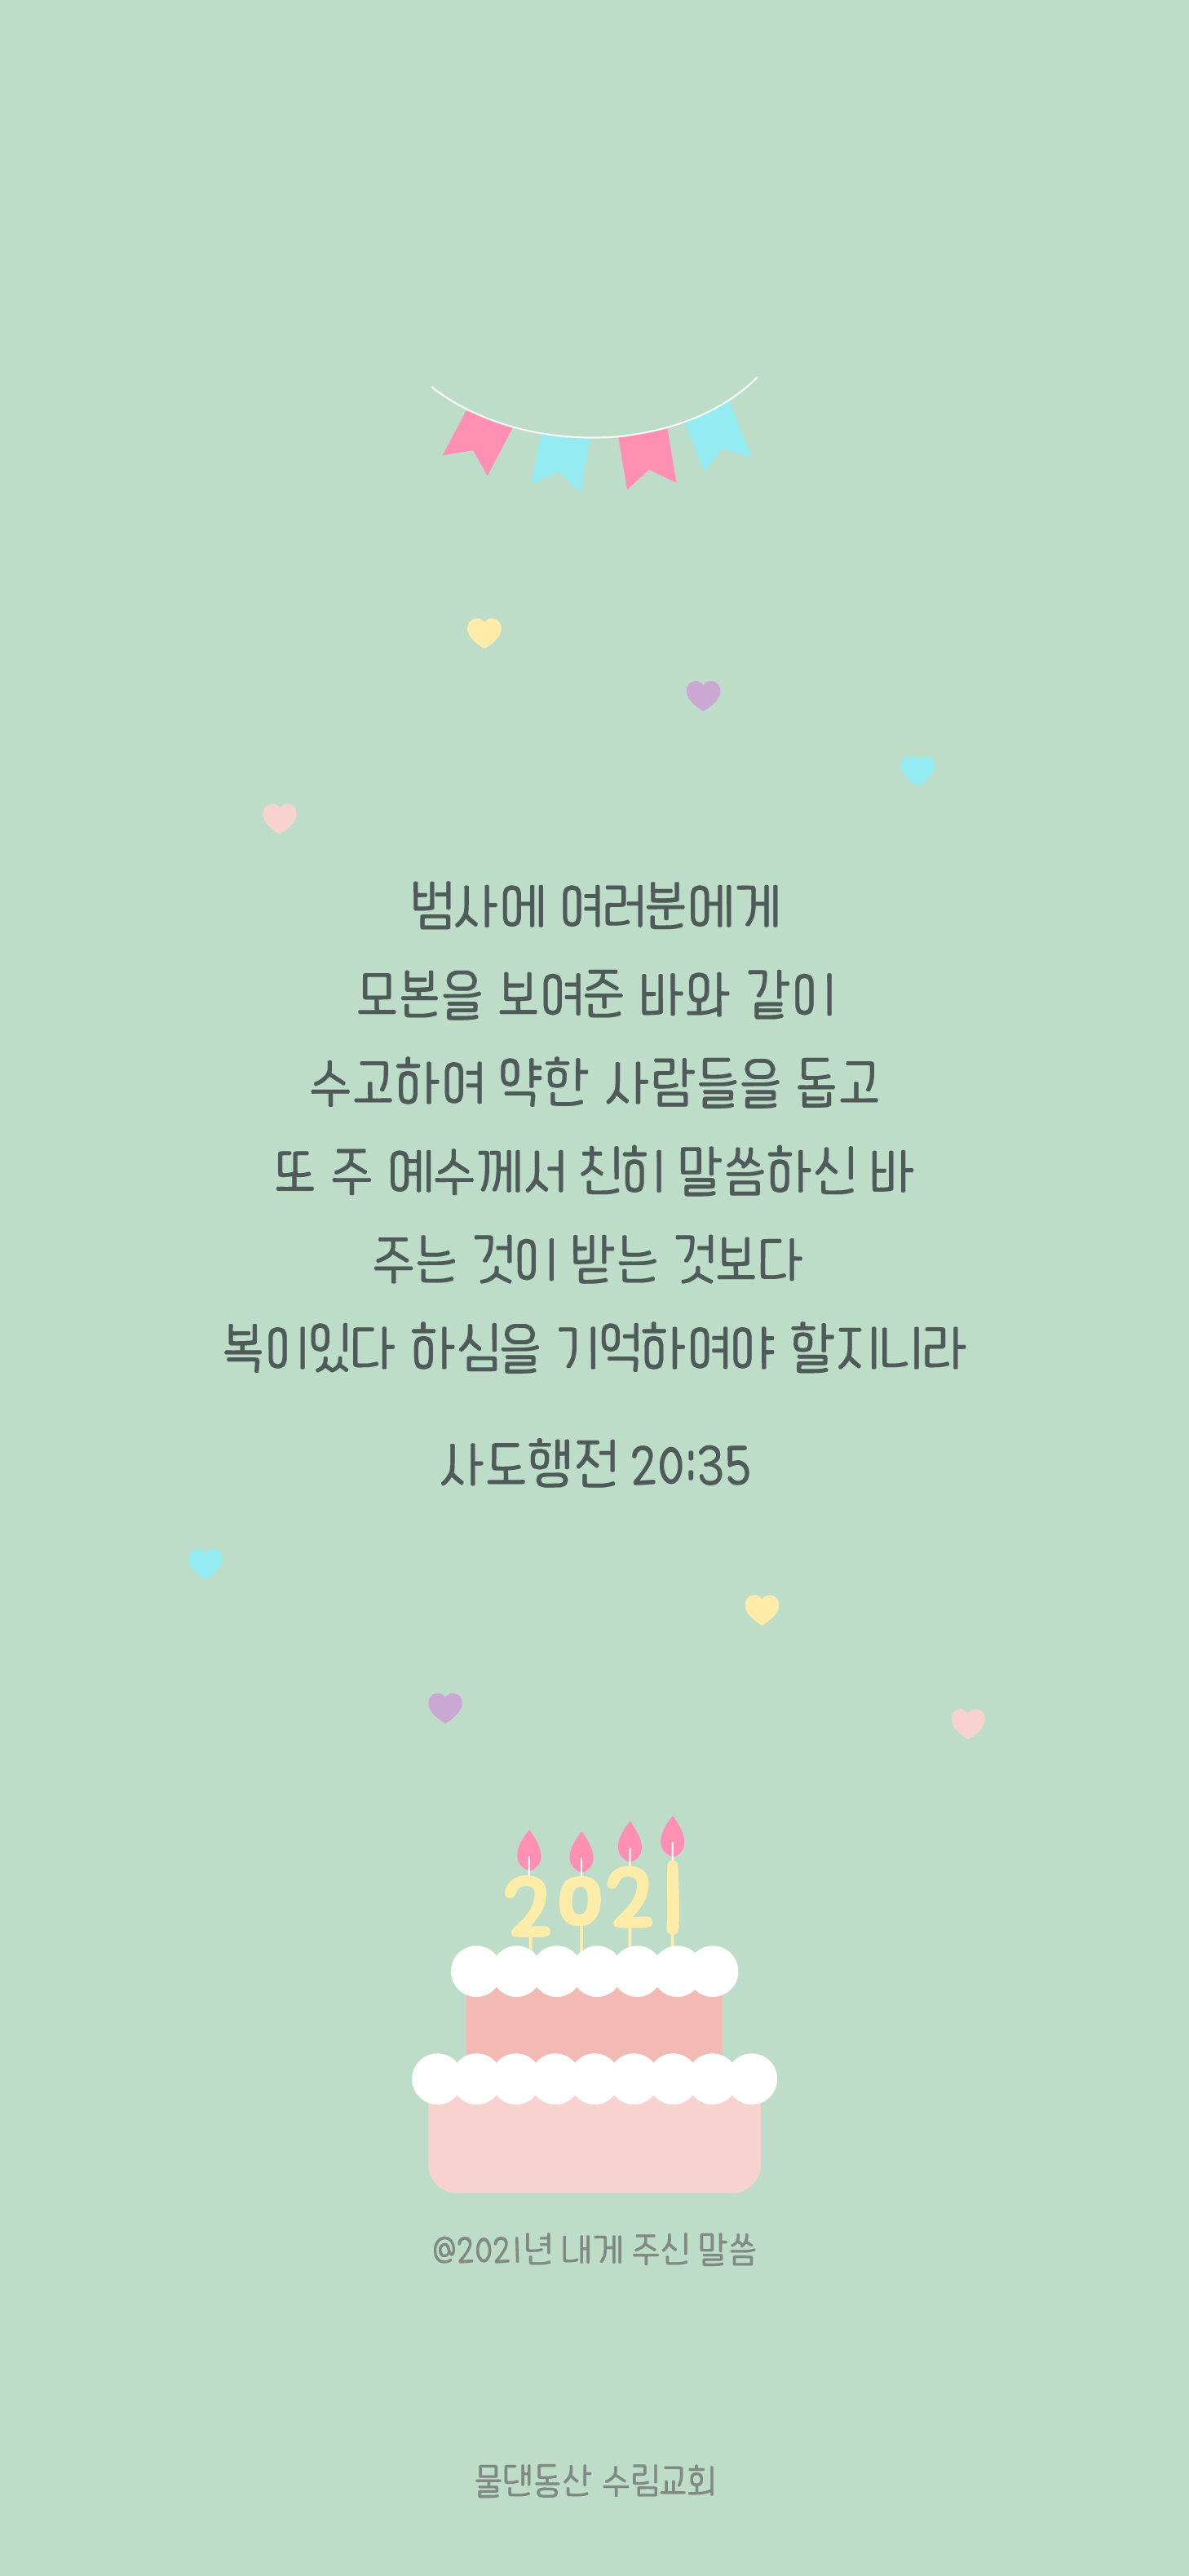 범사에 여러분에게
모본을 보여준 바와 같이
수고하여 약한 사람들을 돕고
또 주 예수께서 친히 말씀하신 바
주는 것이 받는 것보다
복이있다 하심을 기억하여야 할지니라
사도행전 20:35
2021
@2021년 내게 주신 말씀
물댄동산 수림교회